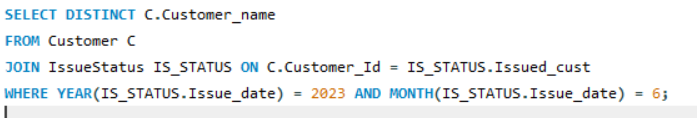 SELECT DISTINCT C.Customer_name
FROM Customer C
JOIN IssueStatus IS_STATUS ON C.Customer_Id = IS_STATUS.Issued_cust
WHERE YEAR(IS_STATUS.Issue_date) = 2023 AND MONTH(IS_STATUS.Issue_date) = 6;